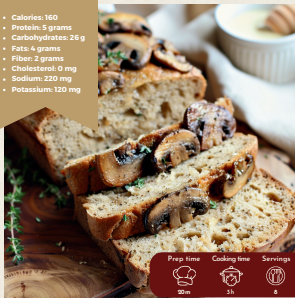 • Calories: 160
• Protein: 5 grams
• Carbohydrates: 26 g
• Fats: 4 grams
• Fiber: 2 grams
• Cholesterol: 0 mg
• Sodium: 220 mg
• Potassium: 120 mg
Prep time Cooking time Servings
20m 3h 8